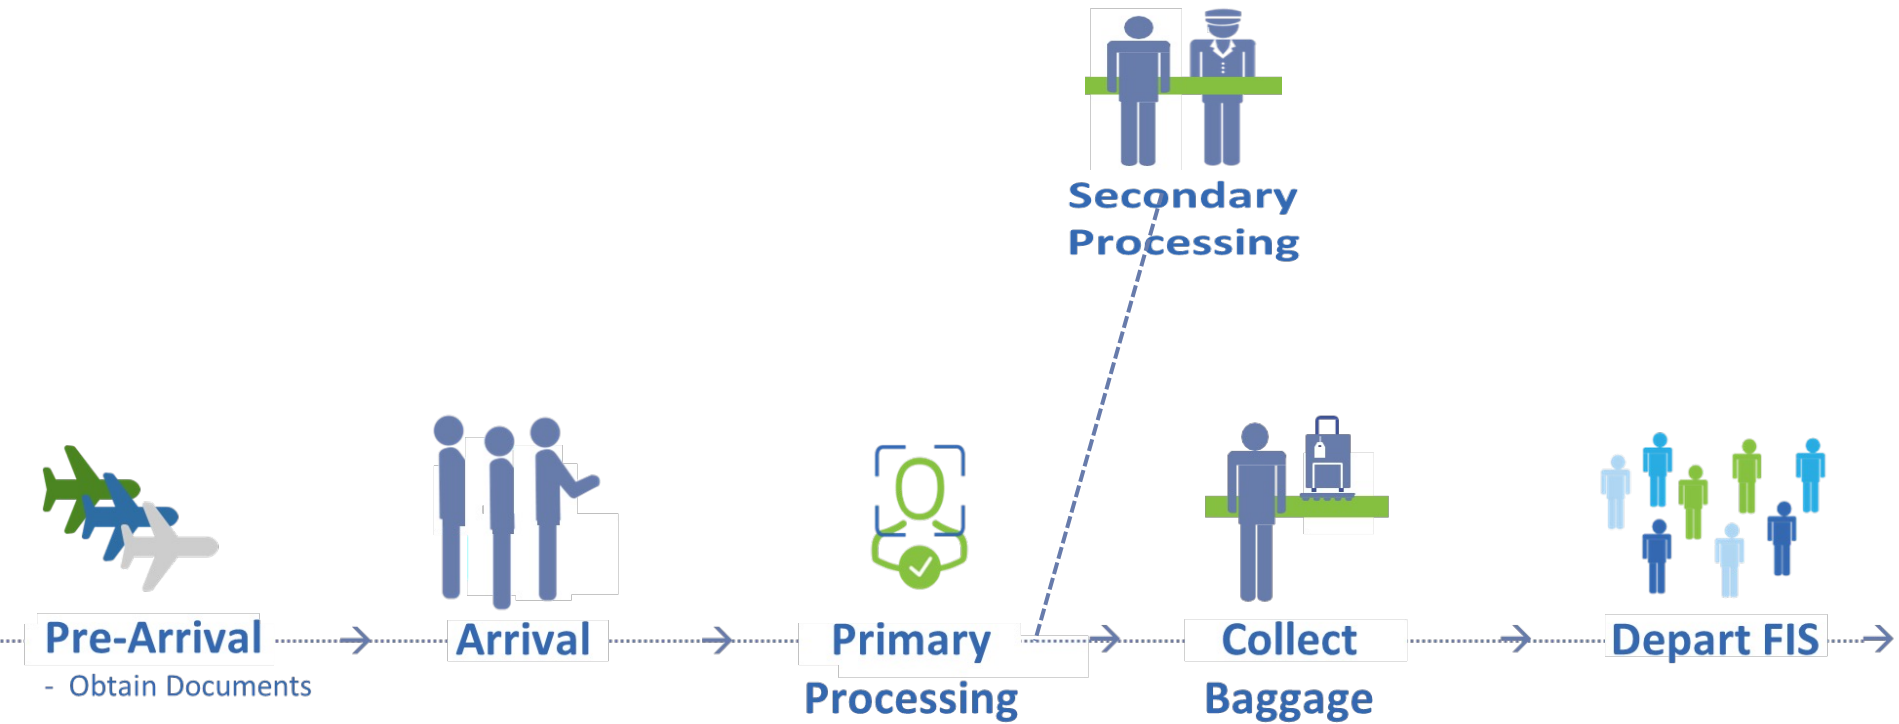 Secondary
Processing
Pre-Arrival
- Obtain Documents
Arrival
Primary
Processing
Collect
Baggage
Depart FIS